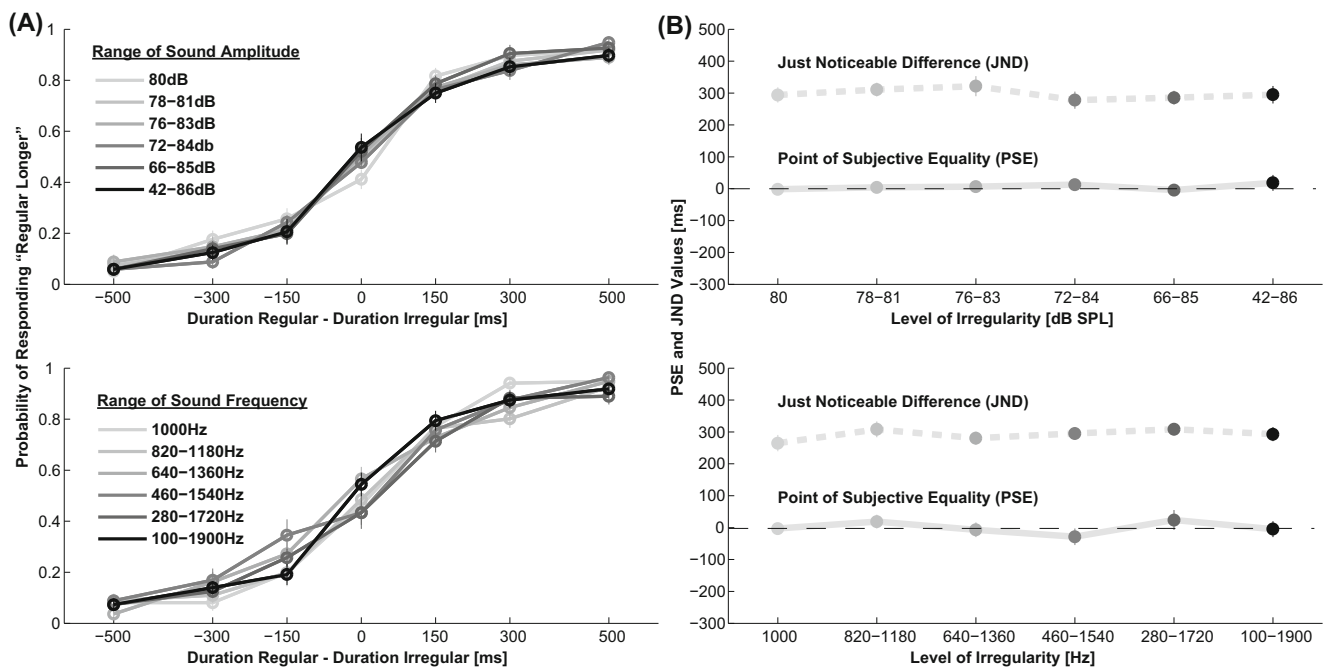 (A)
Probability of Responding “Regular Longer”
1
0.8
0.6
0.4
0.2
0
Range of Sound Amplitude
80dB
78−81dB
76−83dB
72−84db
66−85dB
42−86dB
−500 −300 −150 0 150 300 500
Duration Regular - Duration Irregular [ms]
1
0.8
0.6
0.4
0.2
0
Range of Sound Frequency
1000Hz
820−1180Hz
640−1360Hz
460−1540Hz
280−1720Hz
100−1900Hz
−500 −300 −150 0 150 300 500
Duration Regular - Duration Irregular [ms]
(B)
PSE and JND Values [ms]
500
400
300
200
100
0
−100
−200
−300
Just Noticeable Difference (JND)
Point of Subjective Equality (PSE)
80 78−81 76−83 72−84 66−85 42−86
Level of Irregularity [dB SPL]
500
400
300
200
100
0
−100
−200
−300
Just Noticeable Difference (JND)
Point of Subjective Equality (PSE)
1000 820−1180 640−1360 460−1540 280−1720 100−1900
Level of Irregularity [Hz]